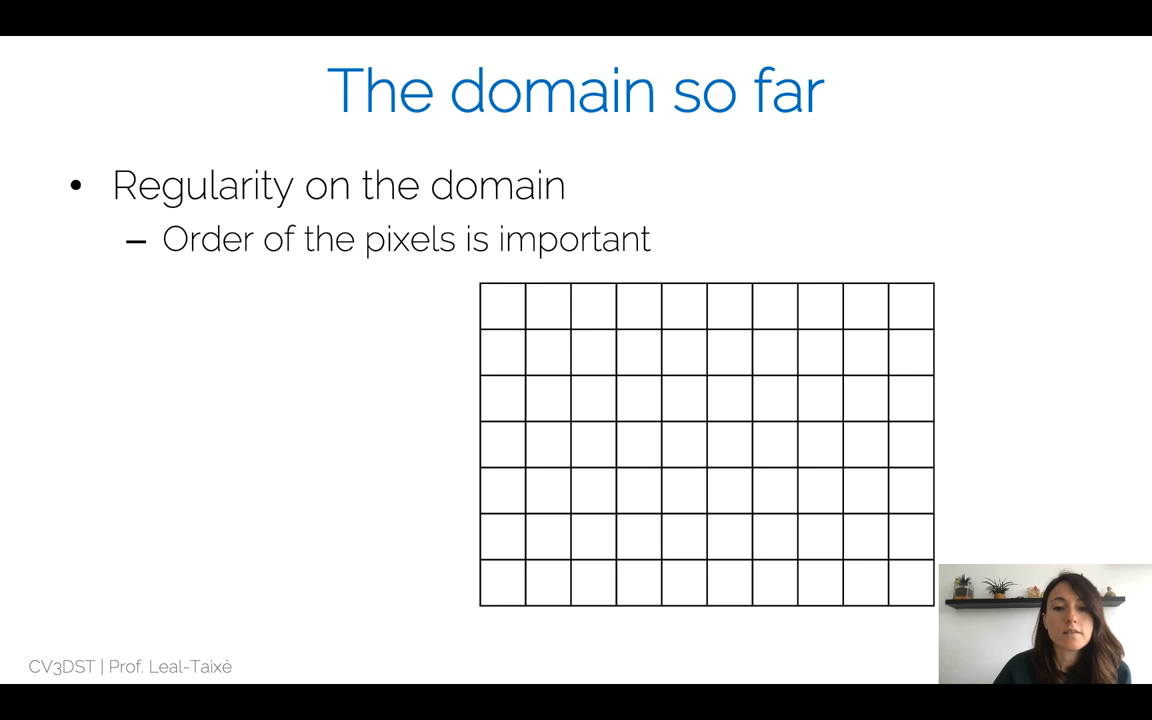 The domain so far
• Regularity on the domain
– Order of the pixels is important
CV3DST | Prof. Leal-Taixé